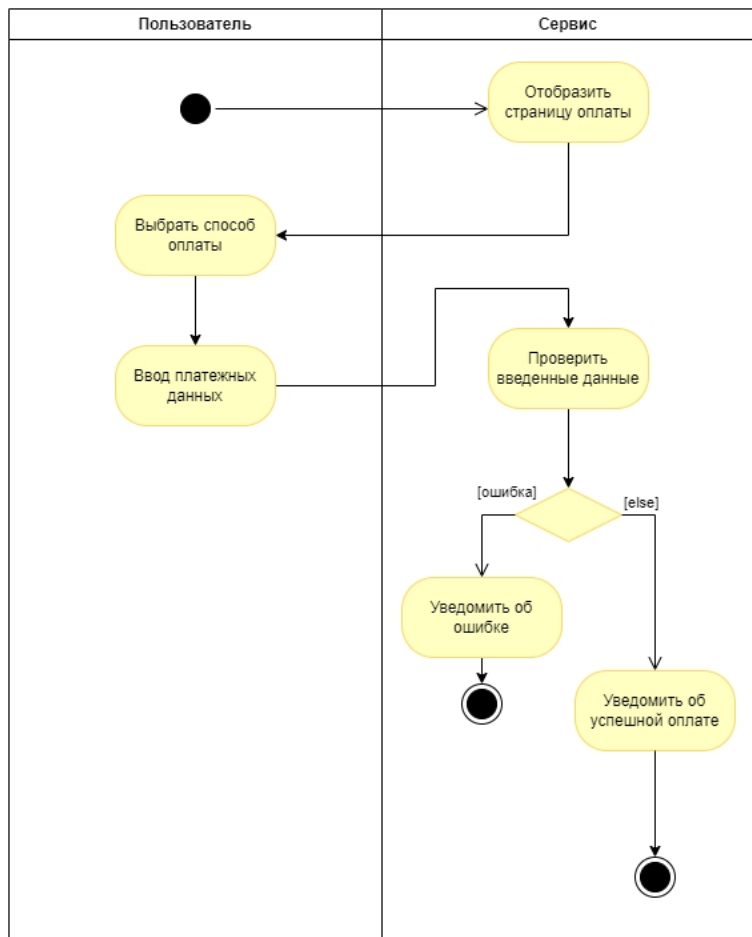 Пользователь
Сервис
Отобразить
страницу оплаты
Выбрать способ
оплаты
Ввод платежных
данных
Проверить
введенные данные
[ошибка]
[else]
Уведомить об
ошибке
Уведомить об
успешной оплате